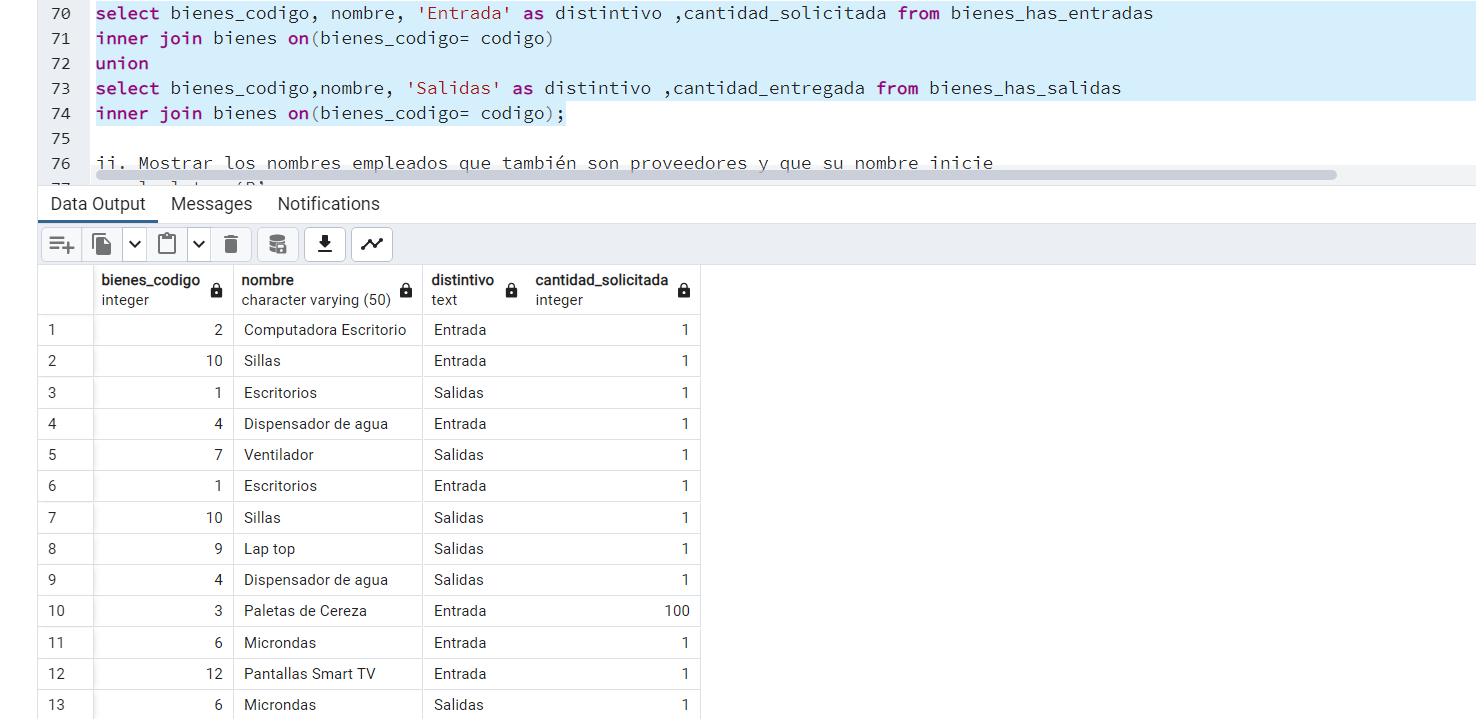 70 select bienes_codigo, nombre, 'Entrada' as distintivo ,cantidad_solicitada from bienes_has_entradas
71 inner join bienes on(bienes_codigo= codigo)
72 union
73 select bienes_codigo,nombre, 'Salidas' as distintivo ,cantidad_entregada from bienes_has_salidas
74 inner join bienes on(bienes_codigo= codigo);
75
76 ii. Mostrar los nombres empleados que también son proveedores y que su nombre inicie
Data Output Messages Notifications
bienes_codigo nombre distintivo cantidad_solicitada
integer character varying (50) text integer
1 2 Computadora Escritorio Entrada 1
2 10 Sillas Entrada 1
3 1 Escritorios Salidas 1
4 4 Dispensador de agua Entrada 1
5 7 Ventilador Salidas 1
6 1 Escritorios Entrada 1
7 10 Sillas Salidas 1
8 9 Lap top Salidas 1
9 4 Dispensador de agua Salidas 1
10 3 Paletas de Cereza Entrada 100
11 6 Microndas Entrada 1
12 12 Pantallas Smart TV Entrada 1
13 6 Microndas Salidas 1